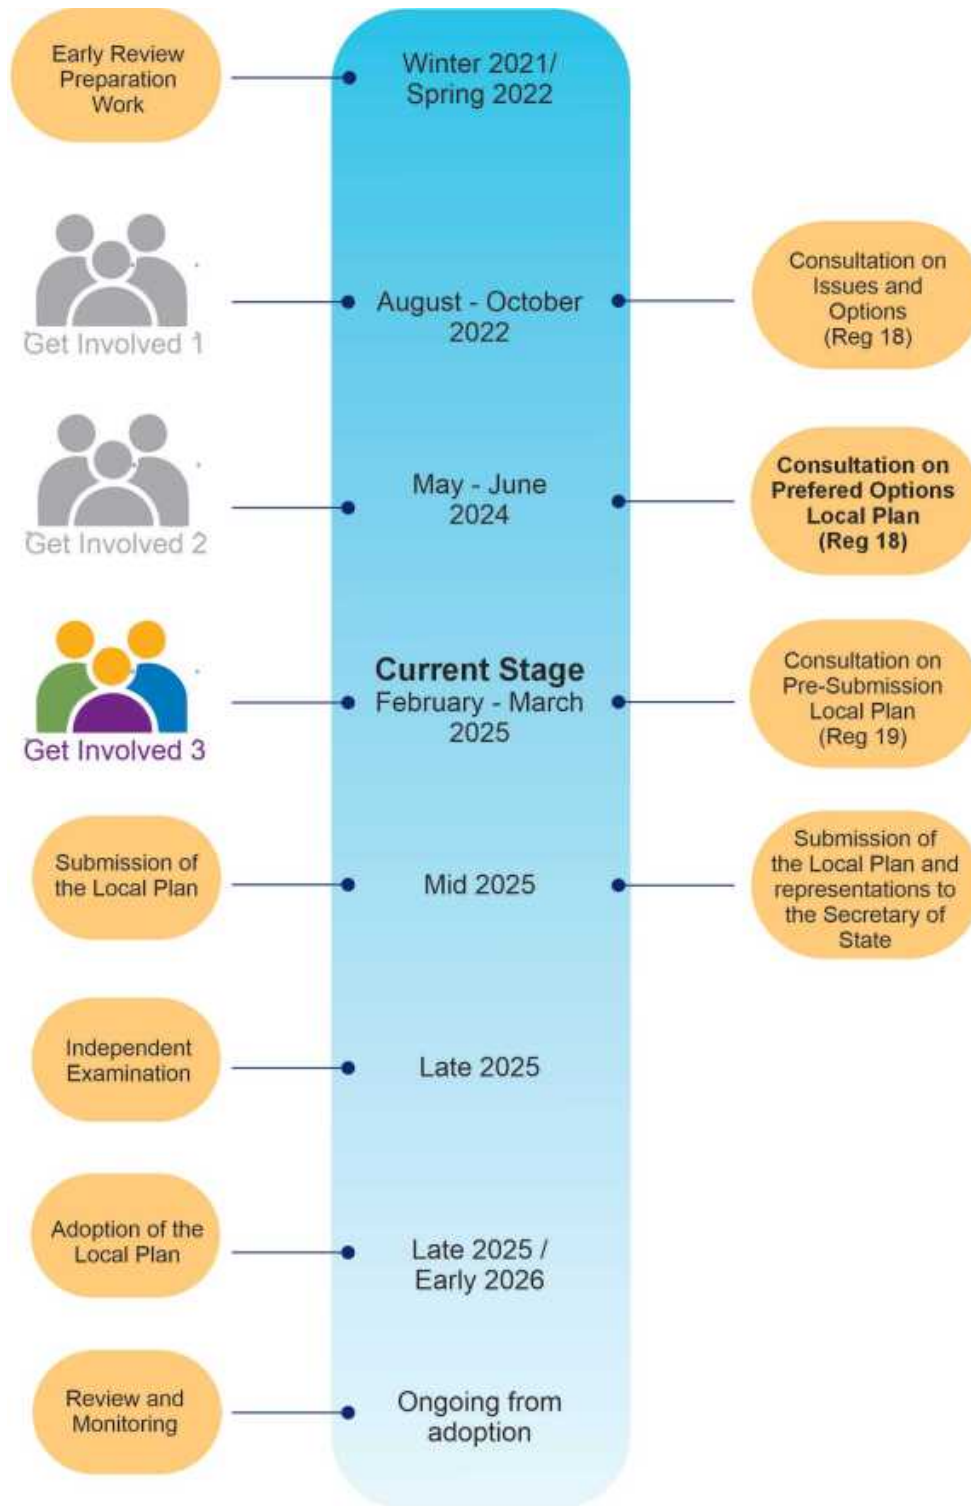 Early Review
Preparation
Work
Winter 2021/
Spring 2022
Get Involved 1
August - October
2022
Consultation on
Issues and
Options
(Reg 18)
Get Involved 2
May - June
2024
Consultation on
Prefered Options
Local Plan
(Reg 18)
Get Involved 3
Current Stage
February - March
2025
Consultation on
Pre-Submission
Local Plan
(Reg 19)
Submission of
the Local Plan
Mid 2025
Submission of
the Local Plan and
representations to
the Secretary of
State
Independent
Examination
Late 2025
Adoption of the
Local Plan
Late 2025 /
Early 2026
Review and
Monitoring
Ongoing from
adoption